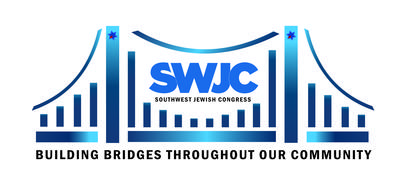 SWJC
SOUTHWEST JEWISH CONGRESS
BUILDING BRIDGES THROUGHOUT OUR COMMUNITY